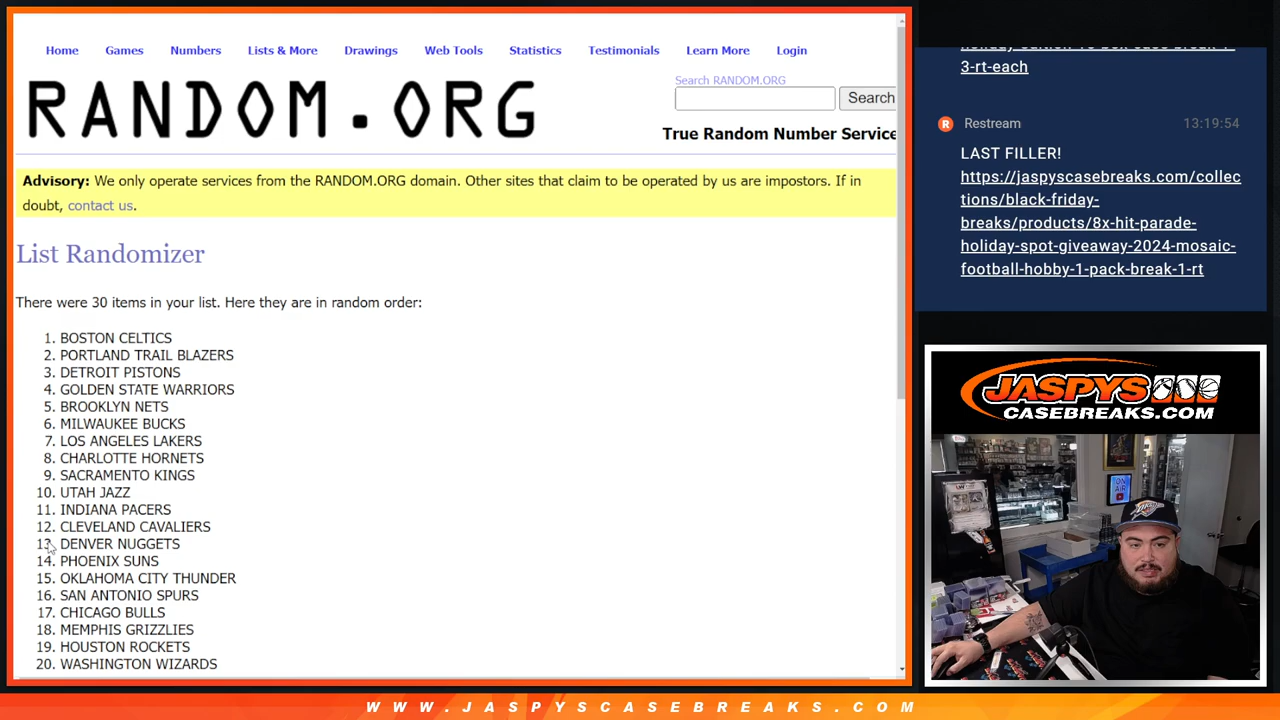 Home Games Numbers Lists & More Drawings Web Tools Statistics Testimonials Learn More Login
RANDOM.ORG
Search RANDOM.ORG
Search
True Random Number Service
Advisory: We only operate services from the RANDOM.ORG domain. Other sites that claim to be operated by us are impostors. If in
doubt, contact us.
List Randomizer
There were 30 items in your list. Here they are in random order:
1. BOSTON CELTICS
2. PORTLAND TRAIL BLAZERS
3. DETROIT PISTONS
4. GOLDEN STATE WARRIORS
5. BROOKLYN NETS
6. MILWAUKEE BUCKS
7. LOS ANGELES LAKERS
8. CHARLOTTE HORNETS
9. SACRAMENTO KINGS
10. UTAH JAZZ
11. INDIANA PACERS
12. CLEVELAND CAVALIERS
13. DENVER NUGGETS
14. PHOENIX SUNS
15. OKLAHOMA CITY THUNDER
16. SAN ANTONIO SPURS
17. CHICAGO BULLS
18. MEMPHIS GRIZZLIES
19. HOUSTON ROCKETS
20. WASHINGTON WIZARDS
3-rt-each
Restream 13:19:54
LAST FILLER!
https://jaspyscasebreaks.com/collec
tions/black-friday-
breaks/products/8x-hit-parade-
holiday-spot-giveaway-2024-mosaic-
football-hobby-1-pack-break-1-rt
JASPYS
CASEBREAKS.COM
ON
AIR
WWW.JASPYSCASEBREAKS.COM